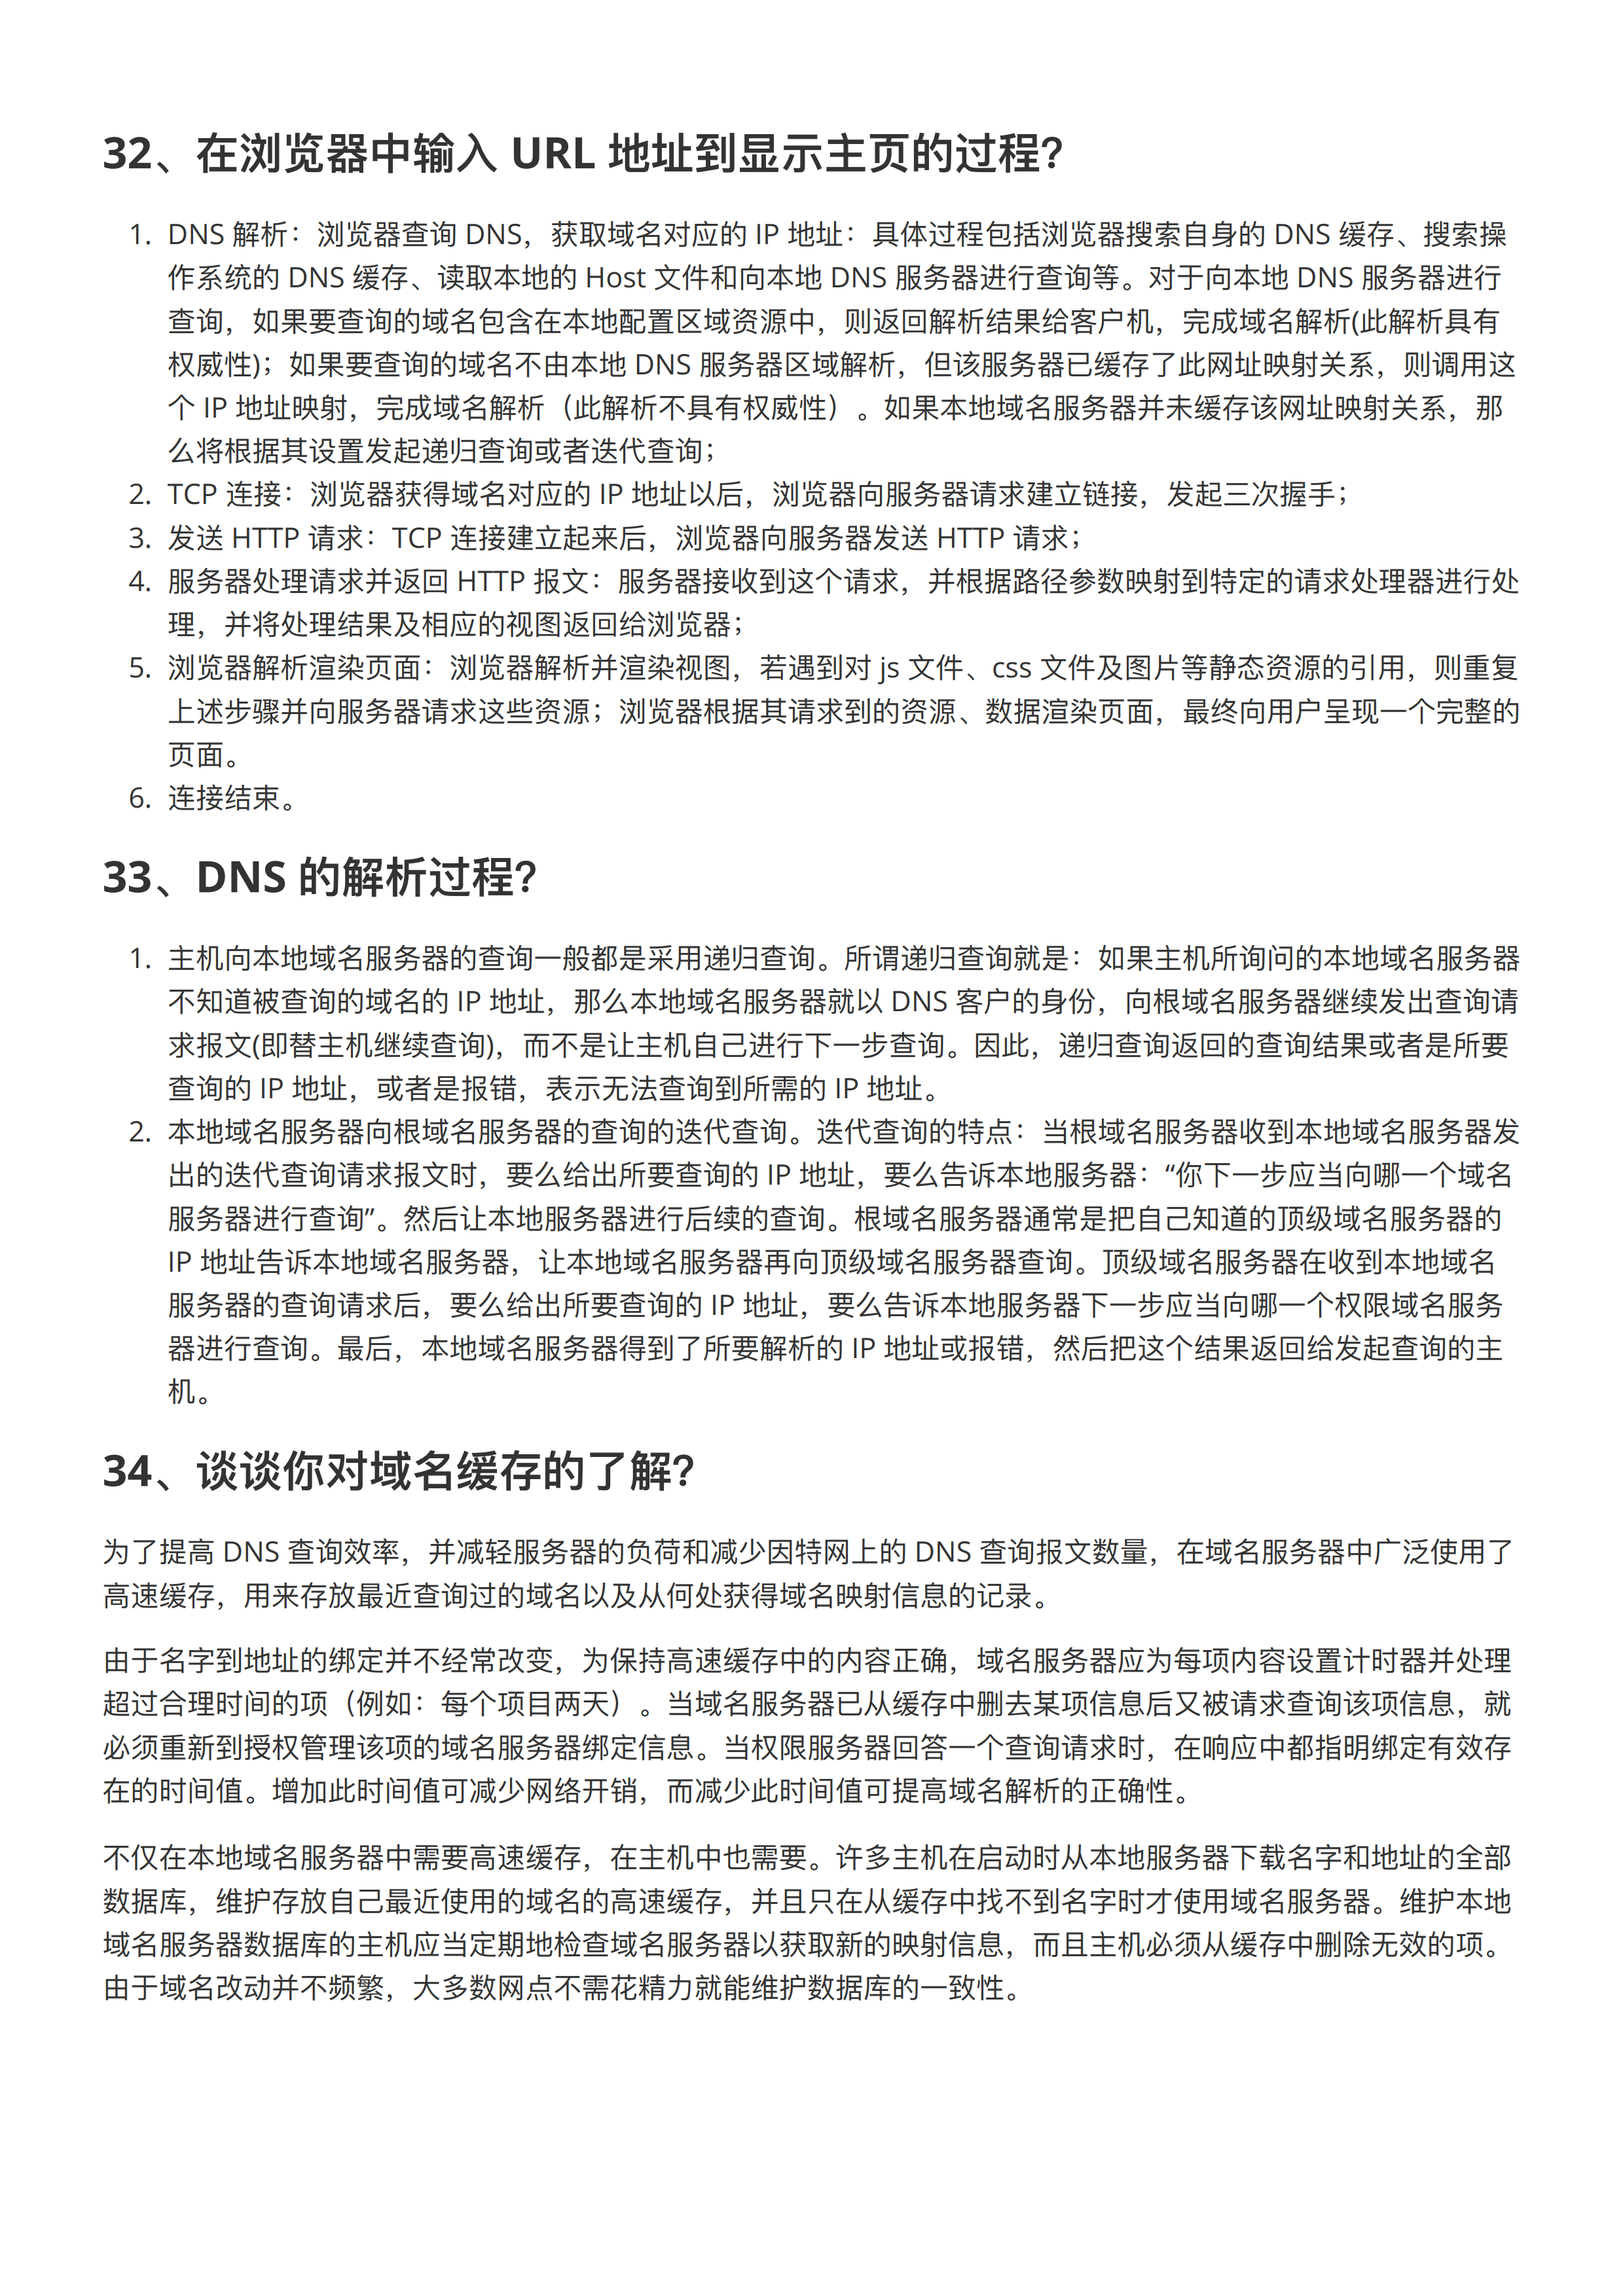 32、在浏览器中输入 URL 地址到显示主页的过程?
1. DNS 解析：浏览器查询 DNS，获取域名对应的 IP 地址：具体过程包括浏览器搜索自身的 DNS 缓存、搜索操
作系统的 DNS 缓存、读取本地的 Host 文件和向本地 DNS 服务器进行查询等。对于向本地 DNS 服务器进行
查询，如果要查询的域名包含在本地配置区域资源中，则返回解析结果给客户机，完成域名解析(此解析具有
权威性)；如果要查询的域名不由本地 DNS 服务器区域解析，但该服务器已缓存了此网址映射关系，则调用这
个 IP 地址映射，完成域名解析（此解析不具有权威性）。如果本地域名服务器并未缓存该网址映射关系，那
么将根据其设置发起递归查询或者迭代查询；
2. TCP 连接：浏览器获得域名对应的 IP 地址以后，浏览器向服务器请求建立链接，发起三次握手；
3. 发送 HTTP 请求：TCP 连接建立起来后，浏览器向服务器发送 HTTP 请求；
4. 服务器处理请求并返回 HTTP 报文：服务器接收到这个请求，并根据路径参数映射到特定的请求处理器进行处
理，并将处理结果及相应的视图返回给浏览器；
5. 浏览器解析渲染页面：浏览器解析并渲染视图，若遇到对 js 文件、css 文件及图片等静态资源的引用，则重复
上述步骤并向服务器请求这些资源；浏览器根据其请求到的资源、数据渲染页面，最终向用户呈现一个完整的
页面。
6. 连接结束。
33、DNS 的解析过程?
1. 主机向本地域名服务器的查询一般都是采用递归查询。所谓递归查询就是：如果主机所询问的本地域名服务器
不知道被查询的域名的 IP 地址，那么本地域名服务器就以 DNS 客户的身份，向根域名服务器继续发出查询请
求报文(即替主机继续查询)，而不是让主机自己进行下一步查询。因此，递归查询返回的查询结果或者是所要
查询的 IP 地址，或者是报错，表示无法查询到所需的 IP 地址。
2. 本地域名服务器向根域名服务器的查询的迭代查询。迭代查询的特点：当根域名服务器收到本地域名服务器发
出的迭代查询请求报文时，要么给出所要查询的 IP 地址，要么告诉本地服务器：“你下一步应当向哪一个域名
服务器进行查询”。然后让本地服务器进行后续的查询。根域名服务器通常是把自己知道的顶级域名服务器的
IP 地址告诉本地域名服务器，让本地域名服务器再向顶级域名服务器查询。顶级域名服务器在收到本地域名
服务器的查询请求后，要么给出所要查询的 IP 地址，要么告诉本地服务器下一步应当向哪一个权限域名服务
器进行查询。最后，本地域名服务器得到了所要解析的 IP 地址或报错，然后把这个结果返回给发起查询的主
机。
34、谈谈你对域名缓存的了解?
为了提高 DNS 查询效率，并减轻服务器的负荷和减少因特网上的 DNS 查询报文数量，在域名服务器中广泛使用了
高速缓存，用来存放最近查询过的域名以及从何处获得域名映射信息的记录。
由于名字到地址的绑定并不经常改变，为保持高速缓存中的内容正确，域名服务器应为每项内容设置计时器并处理
超过合理时间的项（例如：每个项目两天）。当域名服务器已从缓存中删去某项信息后又被请求查询该项信息，就
必须重新到授权管理该项的域名服务器绑定信息。当权限服务器回答一个查询请求时，在响应中都指明绑定有效存
在的时间值。增加此时间值可减少网络开销，而减少此时间值可提高域名解析的正确性。
不仅在本地域名服务器中需要高速缓存，在主机中也需要。许多主机在启动时从本地服务器下载名字和地址的全部
数据库，维护存放自己最近使用的域名的高速缓存，并且只在从缓存中找不到名字时才使用域名服务器。维护本地
域名服务器数据库的主机应当定期地检查域名服务器以获取新的映射信息，而且主机必须从缓存中删除无效的项。
由于域名改动并不频繁，大多数网点不需花精力就能维护数据库的一致性。